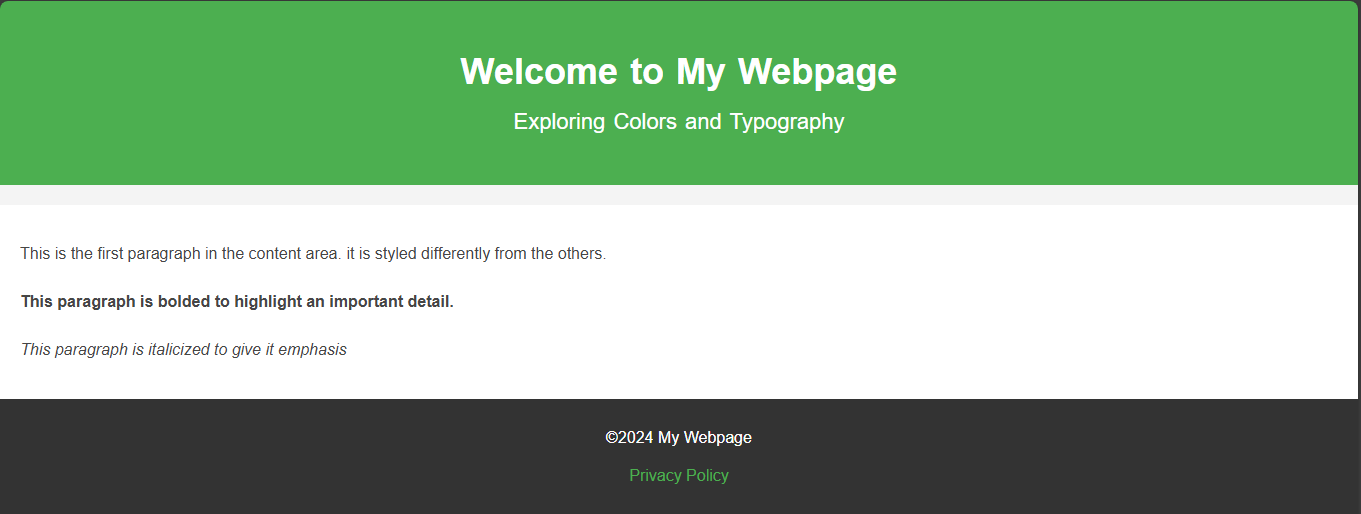 Welcome to My Webpage
Exploring Colors and Typography
This is the first paragraph in the content area. it is styled differently from the others.
This paragraph is bolded to highlight an important detail.
This paragraph is italicized to give it emphasis
©2024 My Webpage
Privacy Policy